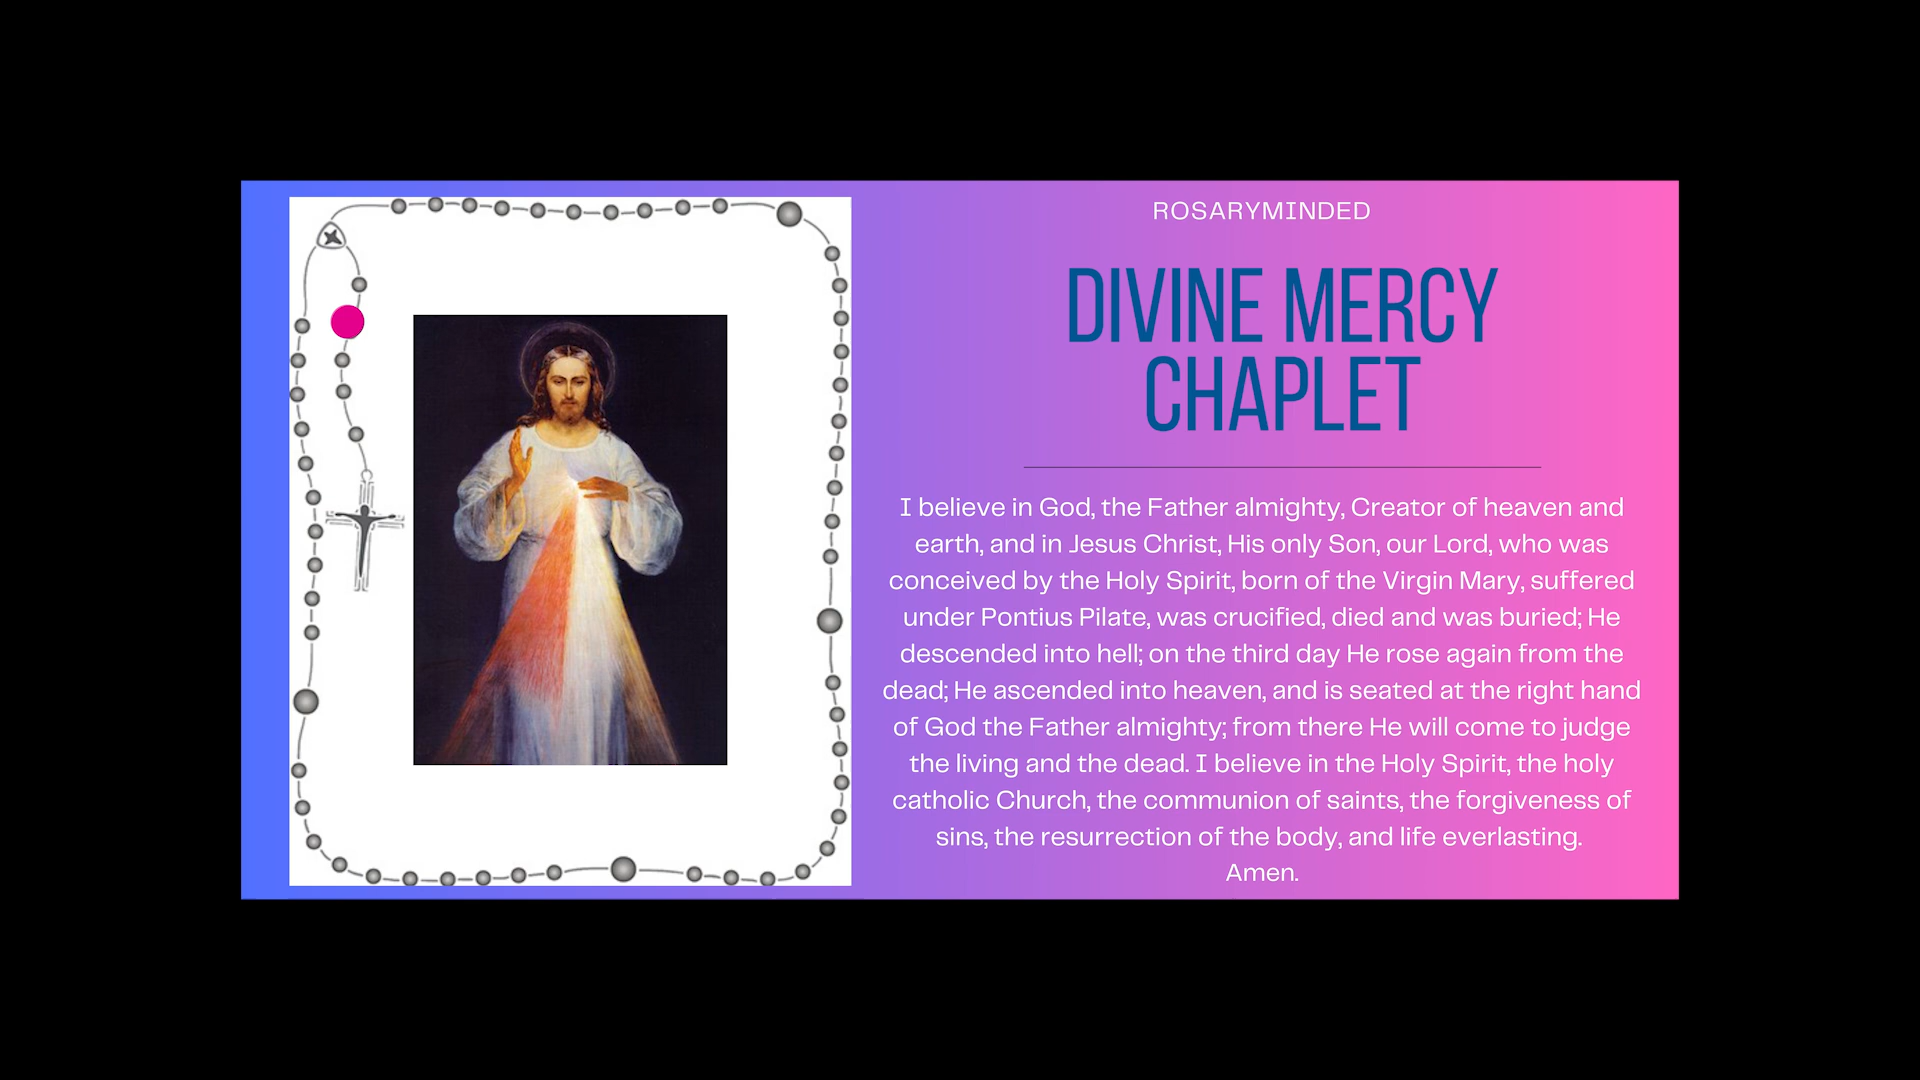 ROSARYMINDED
DIVINE MERCY
CHAPLET
I believe in God, the Father almighty, Creator of heaven and
earth, and in Jesus Christ, His only Son, our Lord, who was
conceived by the Holy Spirit, born of the Virgin Mary, suffered
under Pontius Pilate, was crucified, died and was buried; He
descended into hell; on the third day He rose again from the
dead; He ascended into heaven, and is seated at the right hand
of God the Father almighty; from there He will come to judge
the living and the dead. I believe in the Holy Spirit, the holy
catholic Church, the communion of saints, the forgiveness of
sins, the resurrection of the body, and life everlasting.
Amen.